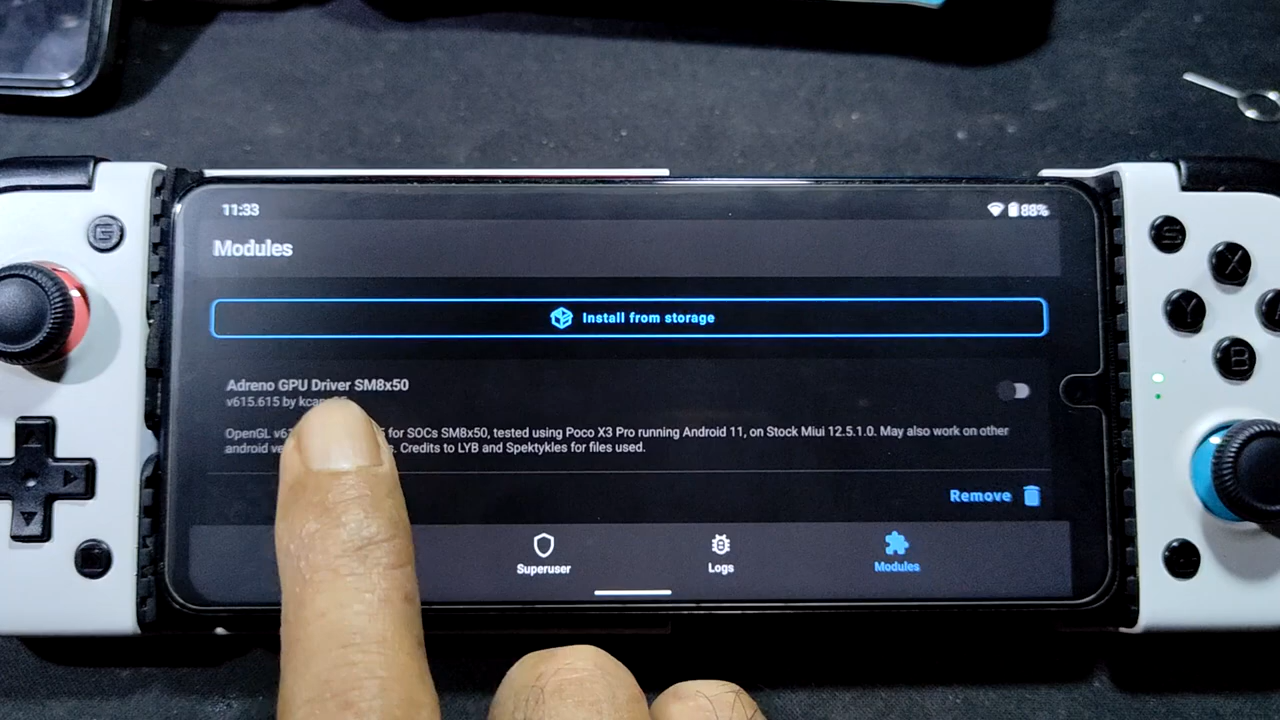 11:33
88%
Modules
Install from storage
Adreno GPU Driver SM8x50
v615.615 by
OpenGL for SOCs SM8x50, tested using Poco X3 Pro running Android 11, on Stock Miui 12.5.1.0. May also work on other
android Credits to LYB and Spektykles for files used.
Remove
Superuser
Logs
Modules
G
S
X
Y
B